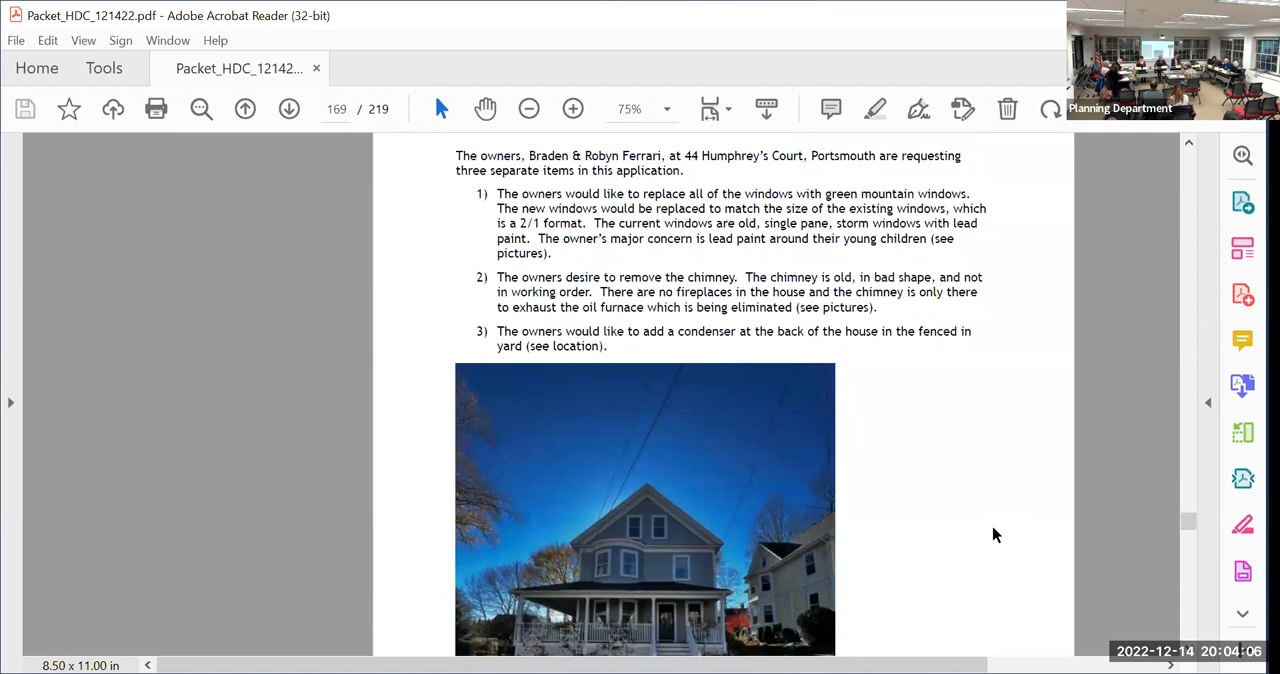 Packet_HDC_121422.pdf - Adobe Acrobat Reader (32-bit)
File Edit View Sign Window Help
Home Tools Packet_HDC_12142... ×
169 / 219 75%
Planning Department
The owners, Braden & Robyn Ferrari, at 44 Humphrey's Court, Portsmouth are requesting
three separate items in this application.
1) The owners would like to replace all of the windows with green mountain windows.
The new windows would be replaced to match the size of the existing windows, which
is a 2/1 format. The current windows are old, single pane, storm windows with lead
paint. The owner's major concern is lead paint around their young children (see
pictures).
2) The owners desire to remove the chimney. The chimney is old, in bad shape, and not
in working order. There are no fireplaces in the house and the chimney is only there
to exhaust the oil furnace which is being eliminated (see pictures).
3) The owners would like to add a condenser at the back of the house in the fenced in
yard (see location).
2022-12-14 20:04:06
8.50 x 11.00 in